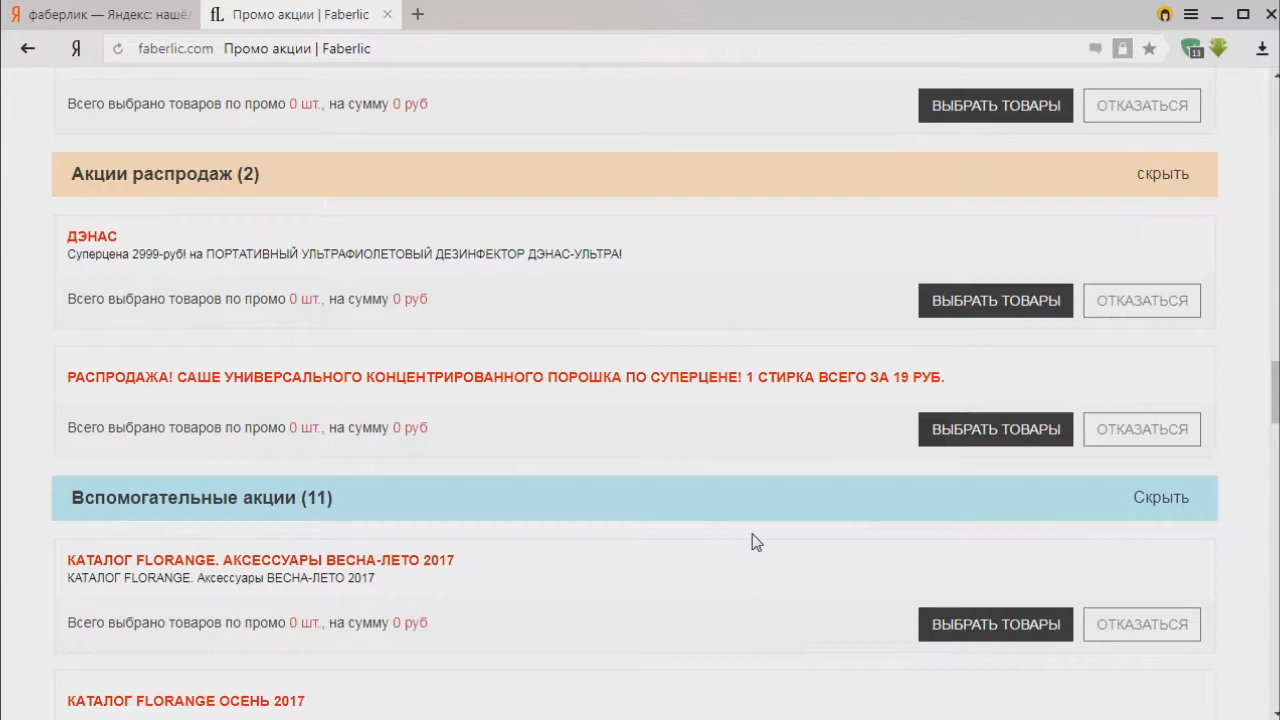 фаберлик — Яндекс: нашё
Промо акции | Faberlic
faberlic.com Промо акции | Faberlic
13
Всего выбрано товаров по промо 0 шт., на сумму 0 руб
ВЫБРАТЬ ТОВАРЫ
ОТКАЗАТЬСЯ
Акции распродаж (2)
скрыть
ДЭНАС
Суперцена 2999-руб! на ПОРТАТИВНЫЙ УЛЬТРАФИОЛЕТОВЫЙ ДЕЗИНФЕКТОР ДЭНАС-УЛЬТРА!
Всего выбрано товаров по промо 0 шт., на сумму 0 руб
ВЫБРАТЬ ТОВАРЫ
ОТКАЗАТЬСЯ
РАСПРОДАЖА! САШЕ УНИВЕРСАЛЬНОГО КОНЦЕНТРИРОВАННОГО ПОРОШКА ПО СУПЕРЦЕНЕ! 1 СТИРКА ВСЕГО ЗА 19 РУБ.
Всего выбрано товаров по промо 0 шт., на сумму 0 руб
ВЫБРАТЬ ТОВАРЫ
ОТКАЗАТЬСЯ
Вспомогательные акции (11)
Скрыть
КАТАЛОГ FLORANGE. АКСЕССУАРЫ ВЕСНА-ЛЕТО 2017
КАТАЛОГ FLORANGE. Аксессуары ВЕСНА-ЛЕТО 2017
Всего выбрано товаров по промо 0 шт., на сумму 0 руб
ВЫБРАТЬ ТОВАРЫ
ОТКАЗАТЬСЯ
КАТАЛОГ FLORANGE ОСЕНЬ 2017